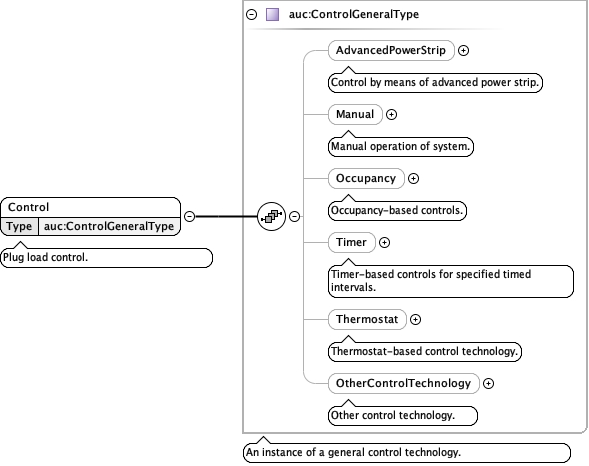 auc:ControlGeneralType
AdvancedPowerStrip
Control by means of advanced power strip.
Manual
Manual operation of system.
Occupancy
Occupancy-based controls.
Control
Type auc:ControlGeneralType
Plug load control.
Timer
Timer-based controls for specified timed
intervals.
Thermostat
Thermostat-based control technology.
OtherControlTechnology
Other control technology.
An instance of a general control technology.